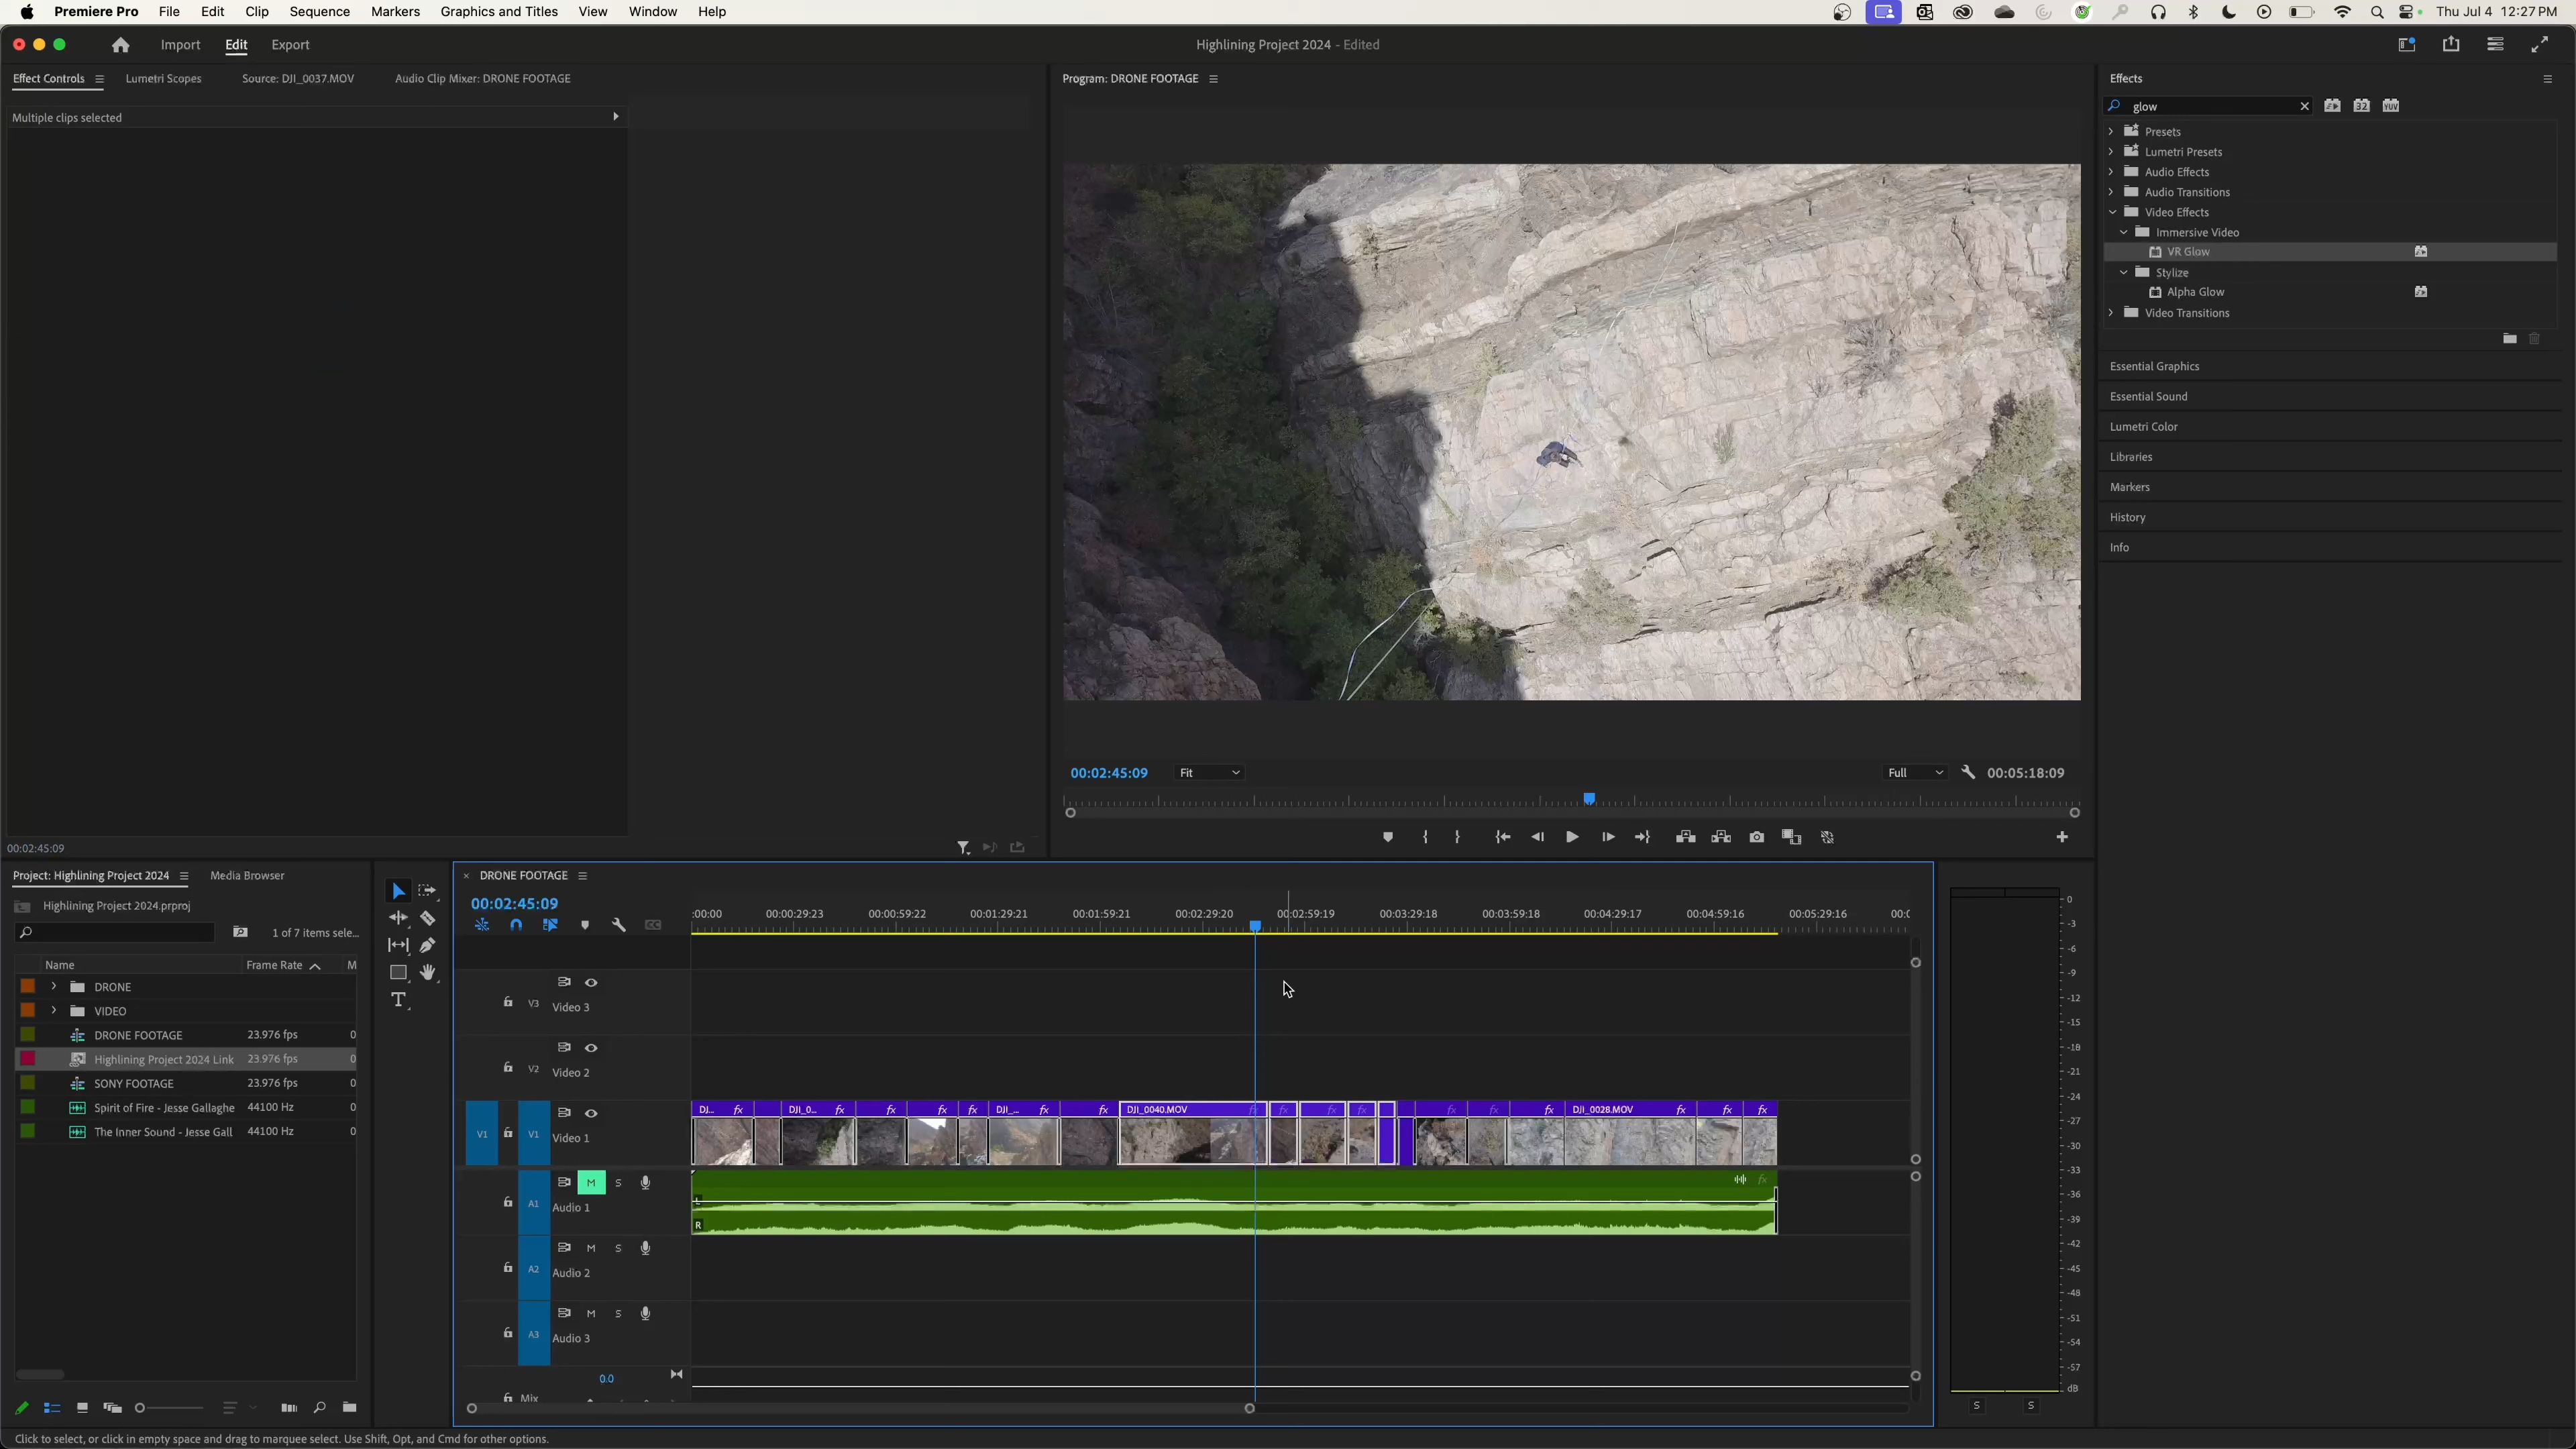 Premiere Pro File Edit Clip Sequence Markers Graphics and Titles View Window Help Thu Jul 4 12:27 PM
Import Edit Export Highlining Project 2024 - Edited
Effect Controls Lumetri Scopes Source: DJI_0037.MOV Audio Clip Mixer: DRONE FOOTAGE
Multiple clips selected
00:02:45:09
Program: DRONE FOOTAGE
00:02:45:09 Fit Full 00:05:18:09
Effects
glow 32 YUV
Presets
Lumetri Presets
Audio Effects
Audio Transitions
Video Effects
Immersive Video
VR Glow
Stylize
Alpha Glow
Video Transitions
Essential Graphics
Essential Sound
Lumetri Color
Libraries
Markers
History
Info
Project: Highlining Project 2024 Media Browser
Highlining Project 2024.prproj
1 of 7 items sele...
Name Frame Rate M
DRONE
VIDEO
DRONE FOOTAGE 23.976 fps 0
Highlining Project 2024 Link 23.976 fps 0
SONY FOOTAGE 23.976 fps 0
Spirit of Fire - Jesse Gallaghe 44100 Hz 0
The Inner Sound - Jesse Gall 44100 Hz 0
T
× DRONE FOOTAGE
00:02:45:09
:00:00 00:00:29:23 00:00:59:22 00:01:29:21 00:01:59:21 00:02:29:20 00:02:59:19 00:03:29:18 00:03:59:18 00:04:29:17 00:04:59:16 00:05:29:16 00:0
CC
V3 Video 3
V2 Video 2
DJ... fx DJI_0... fx fx fx fx DJI_... fx fx DJI_0040.MOV fx fx fx fx fx fx fx DJI_0028.MOV fx fx fx
V1 V1 Video 1
M S fx
A1 Audio 1
L
R
M S
A2 Audio 2
M S
A3 Audio 3
0.0
Mix
0
-3
-6
-9
-12
-15
-18
-21
-24
-27
-30
-33
-36
-39
-42
-45
-48
-51
-54
-57
dB
S S
Click to select, or click in empty space and drag to marquee select. Use Shift, Opt, and Cmd for other options.